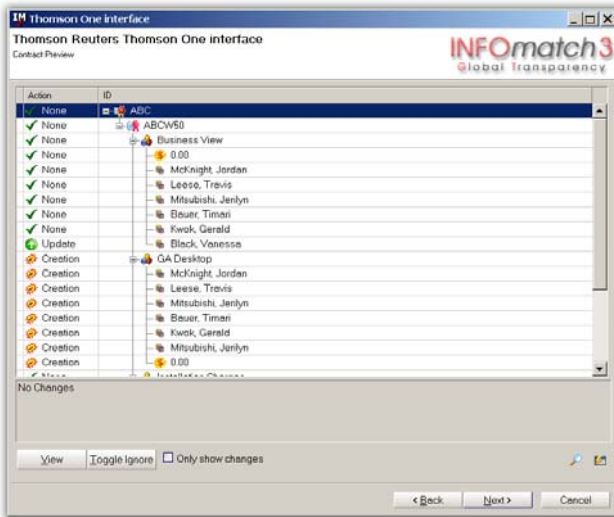 IM Thomson One interface
Thomson Reuters Thomson One interface
Contract Preview
INFOmatch3
Global Transparency
Action ID
None ABC
None ABCW50
None Business View
None 0.00
None McKnight, Jordan
None Leese, Travis
None Mitsubishi, Jenlyn
None Bauer, Timari
None Kwok, Gerald
Update Black, Vanessa
Creation GA Desktop
Creation McKnight, Jordan
Creation Leese, Travis
Creation Mitsubishi, Jenlyn
Creation Bauer, Timari
Creation Kwok, Gerald
Creation Mitsubishi, Jenlyn
Creation 0.00
None Installation Charges
No Changes
View Toggle Ignore Only show changes
< Back Next > Cancel